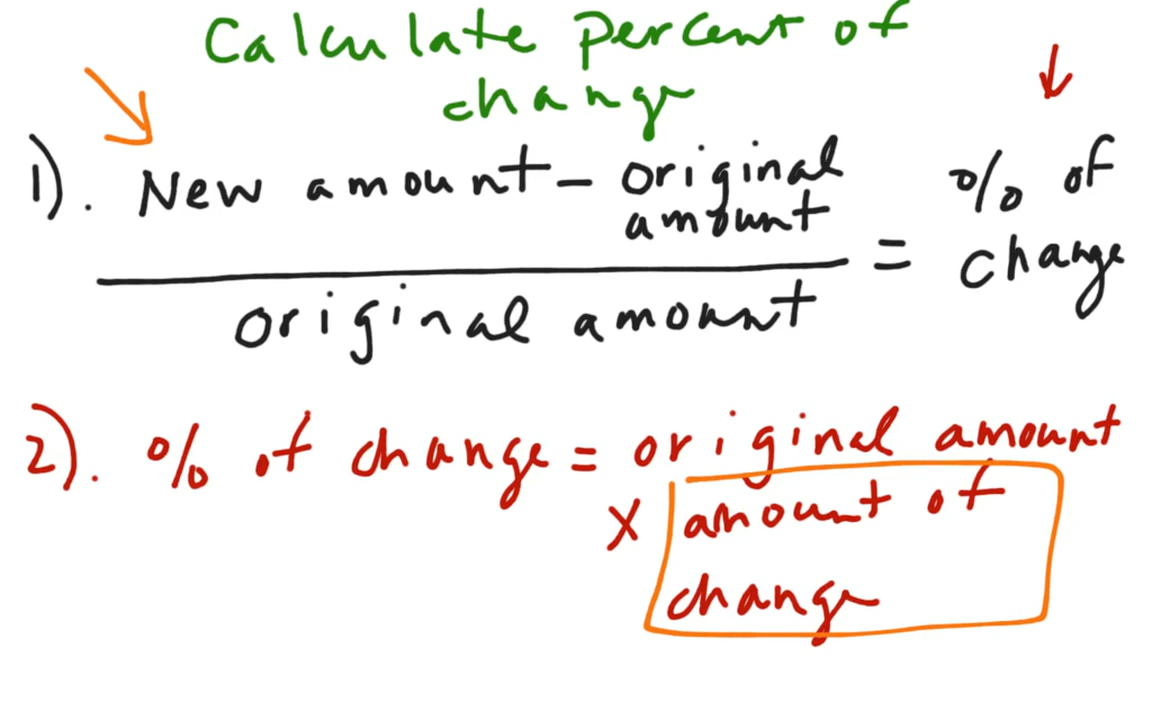 Calculate percent of
change
1). New amount - original
amount
% of
change
=
original amount
2). % of change = original amount
x amount of
change